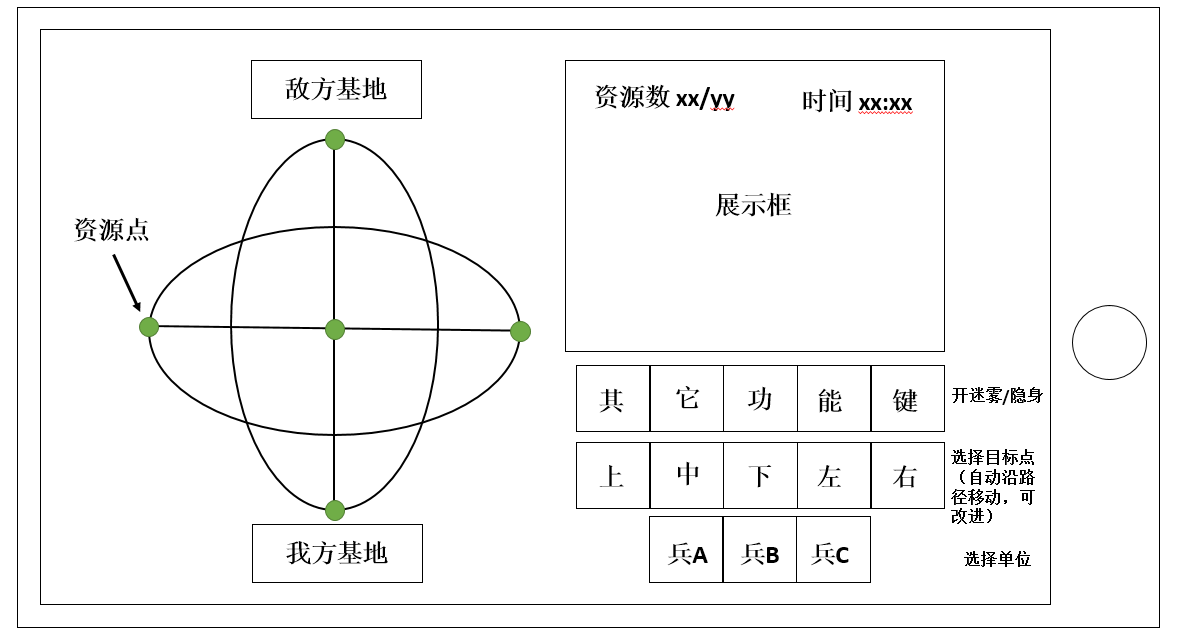 敌方基地
资源点
我方基地
资源数 xx/yy 时间 xx:xx
展示框
其 它 功 能 键
开迷雾/隐身
上 中 下 左 右
选择目标点
（自动沿路
径移动，可
改进）
兵A 兵B 兵C
选择单位